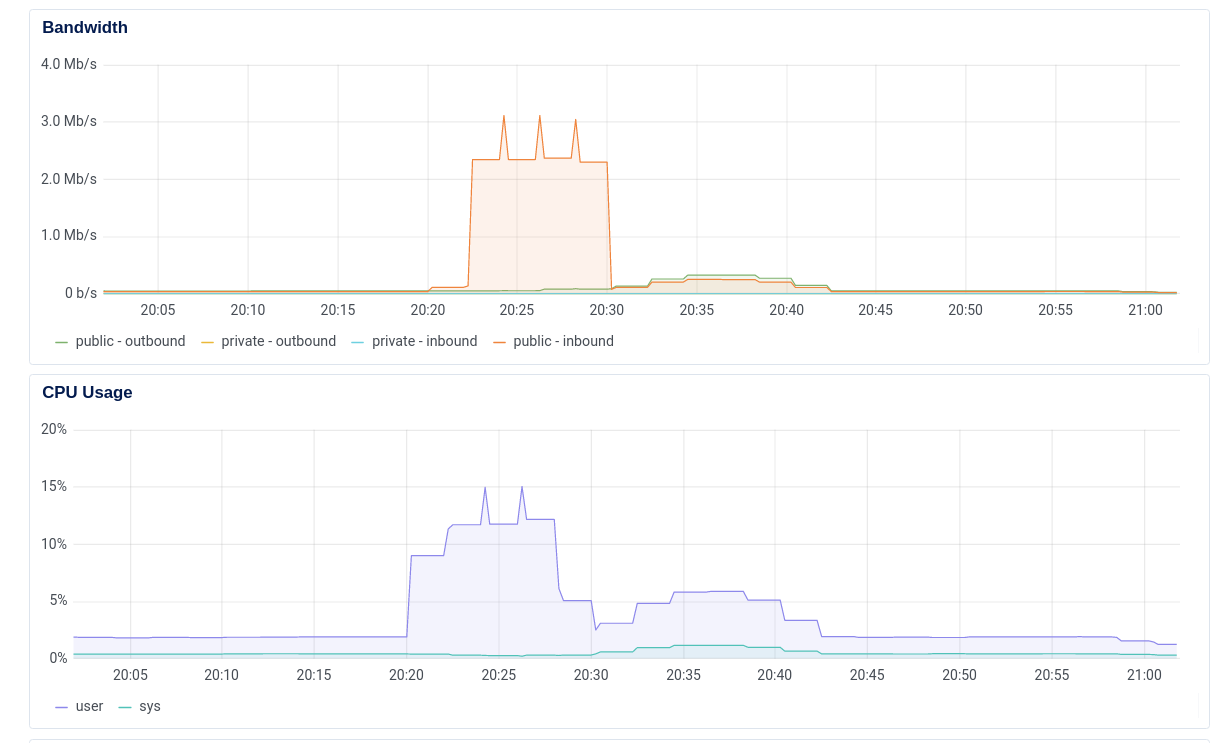 Bandwidth
4.0 Mb/s
3.0 Mb/s
2.0 Mb/s
1.0 Mb/s
0 b/s
20:05 20:10 20:15 20:20 20:25 20:30 20:35 20:40 20:45 20:50 20:55 21:00
public - outbound private - outbound private - inbound public - inbound
CPU Usage
20%
15%
10%
5%
0%
20:05 20:10 20:15 20:20 20:25 20:30 20:35 20:40 20:45 20:50 20:55 21:00
user sys